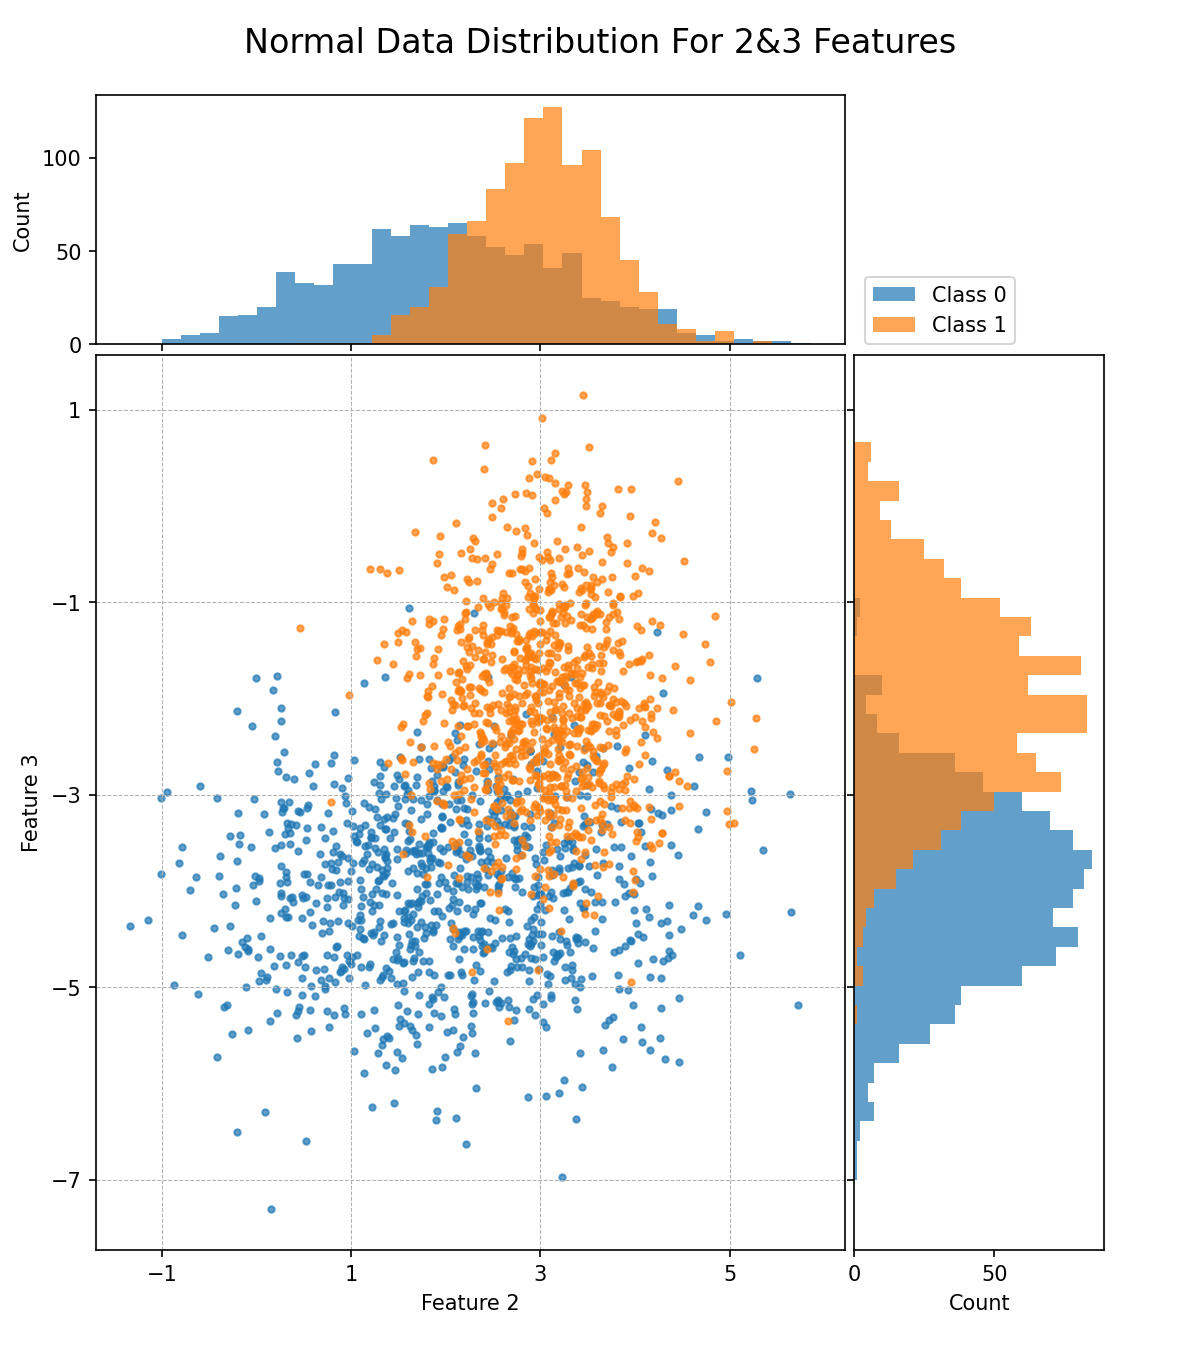 Normal Data Distribution For 2&3 Features
Count
100
50
0
Class 0
Class 1
Feature 3
1
−1
−3
−5
−7
−1 1 3 5
Feature 2
0 50
Count